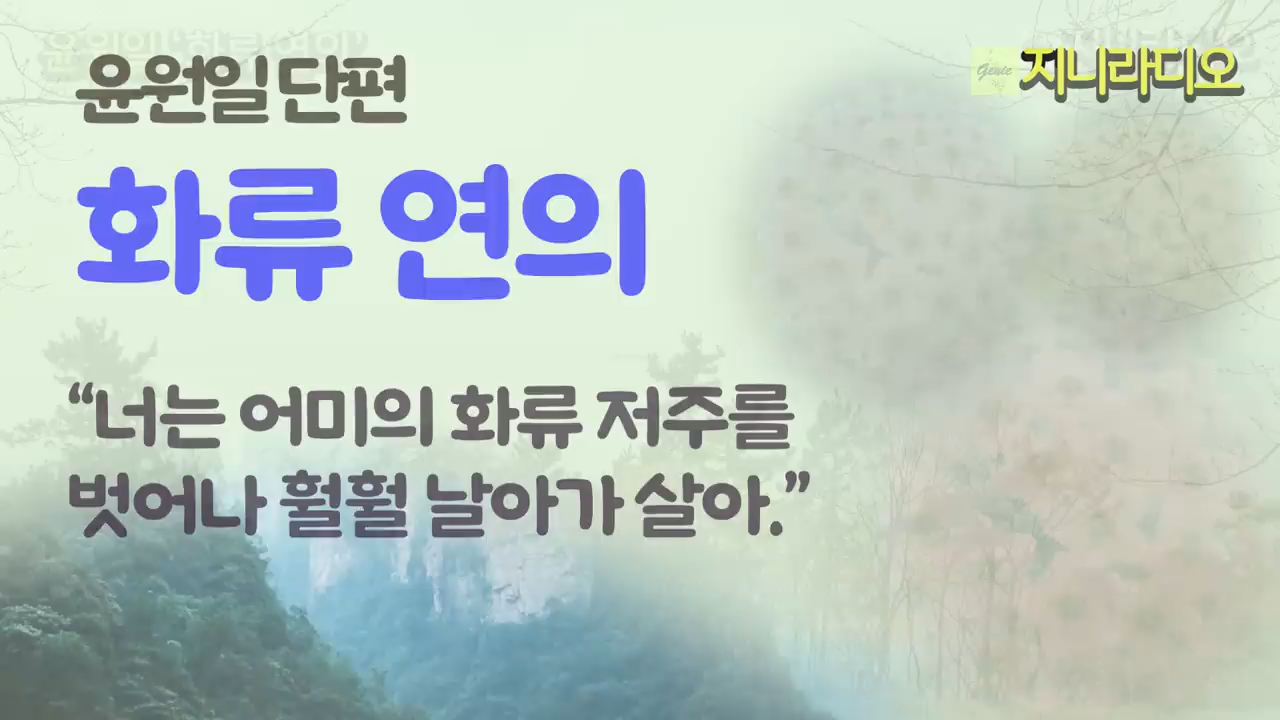 윤원일 단편
Genie
지니라디오
화류 연의
“너는 어미의 화류 저주를
벗어나 훨훨 날아가 살아.”